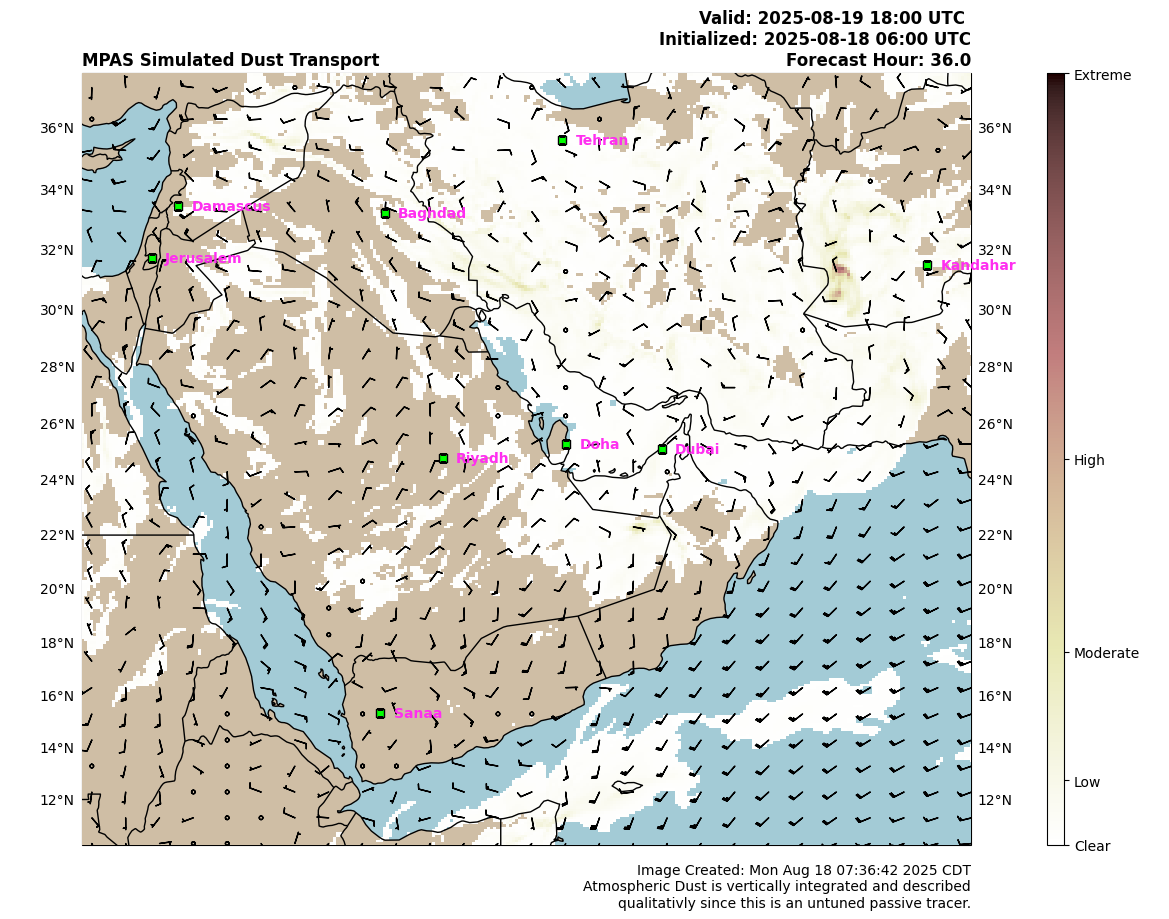 Valid: 2025-08-19 18:00 UTC
Initialized: 2025-08-18 06:00 UTC
MPAS Simulated Dust Transport
Forecast Hour: 36.0
Extreme
36°N
36°N
Tehran
34°N
34°N
Damascus
Baghdad
32°N
32°N
Jerusalem
Kandahar
30°N
30°N
28°N
28°N
26°N
26°N
Doha
Dubai
Riyadh
High
24°N
24°N
22°N
22°N
20°N
20°N
18°N
18°N
Moderate
16°N
16°N
Sanaa
14°N
14°N
Low
12°N
12°N
Clear
Image Created: Mon Aug 18 07:36:42 2025 CDT
Atmospheric Dust is vertically integrated and described
qualitativly since this is an untuned passive tracer.